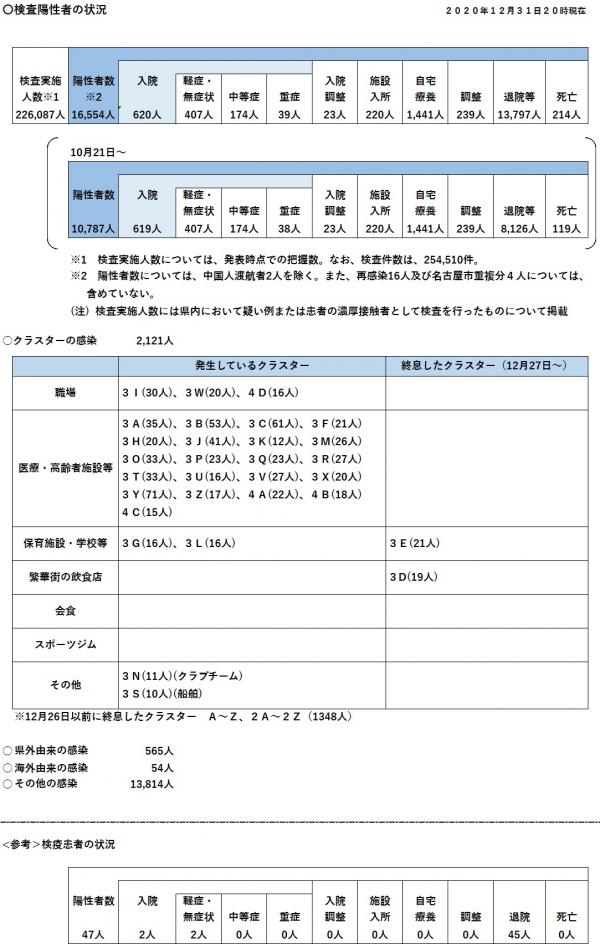 〇検査陽性者の状況
２０２０年１２月３１日２０時現在
検査実施人数※1 陽性者数※2 入院 軽症・無症状 中等症 重症 入院調整 施設入所 自宅療養 調整 退院等 死亡
226,087人 16,554人 620人 407人 174人 39人 23人 220人 1,441人 239人 13,797人 214人
10月21日～
陽性者数 入院 軽症・無症状 中等症 重症 入院調整 施設入所 自宅療養 調整 退院等 死亡
10,787人 619人 407人 174人 38人 23人 220人 1,441人 239人 8,126人 119人
※1 検査実施人数については、発表時点での把握数。なお、検査件数は、254,510件。
※2 陽性者数については、中国人渡航者2人を除く。また、再感染16人及び名古屋市重複分４人については、
含めていない。
(注) 検査実施人数には県内において疑い例または患者の濃厚接触者として検査を行ったものについて掲載
○クラスターの感染 2,121人
発生しているクラスター 終息したクラスター（12月27日～）
職場 ３Ｉ(30人)、３Ｗ(20人)、４Ｄ(16人)
医療・高齢者施設等
３Ａ(35人)、３Ｂ(53人)、３Ｃ(61人)、３Ｆ(21人)
３Ｈ(20人)、３Ｊ(41人)、３Ｋ(12人)、３Ｍ(26人)
３Ｏ(33人)、３Ｐ(23人)、３Ｑ(23人)、３Ｒ(27人)
３Ｔ(33人)、３Ｕ(16人)、３Ｖ(27人)、３Ｘ(20人)
３Ｙ(71人)、３Ｚ(17人)、４Ａ(22人)、４Ｂ(18人)
４Ｃ(15人)
保育施設・学校等 ３Ｇ(16人)、３Ｌ(16人) ３Ｅ(21人)
繁華街の飲食店 ３Ｄ(19人)
会食
スポーツジム
その他
３Ｎ(11人)(クラブチーム)
３Ｓ(10人)(船舶)
※12月26日以前に終息したクラスター Ａ～Ｚ、２Ａ～２Ｚ（1348人）
○県外由来の感染 565人
○海外由来の感染 54人
○その他の感染 13,814人
<参考>検疫患者の状況
陽性者数 入院 軽症・無症状 中等症 重症 入院調整 施設入所 自宅療養 調整 退院等 死亡
47人 2人 2人 0人 0人 0人 0人 0人 0人 45人 0人